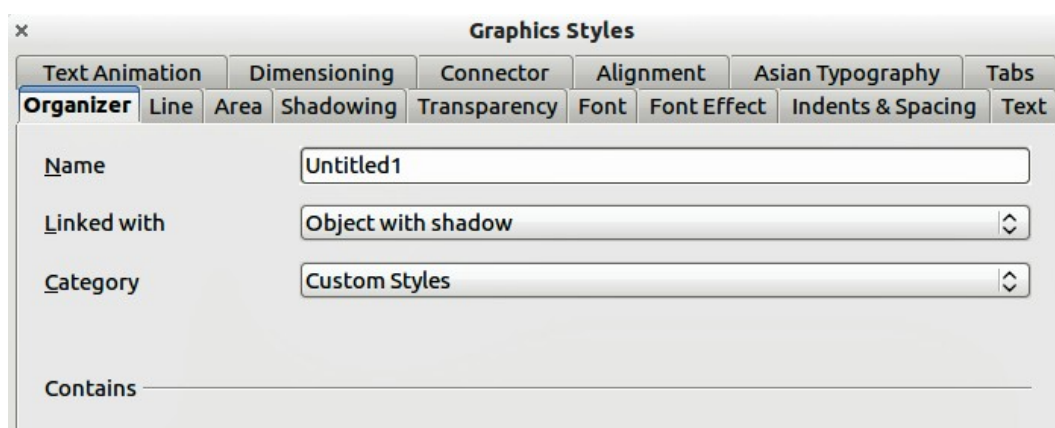 × Graphics Styles
Text Animation Dimensioning Connector Alignment Asian Typography Tabs
Organizer Line Area Shadowing Transparency Font Font Effect Indents & Spacing Text
Name Untitled1
Linked with Object with shadow
Category Custom Styles
Contains